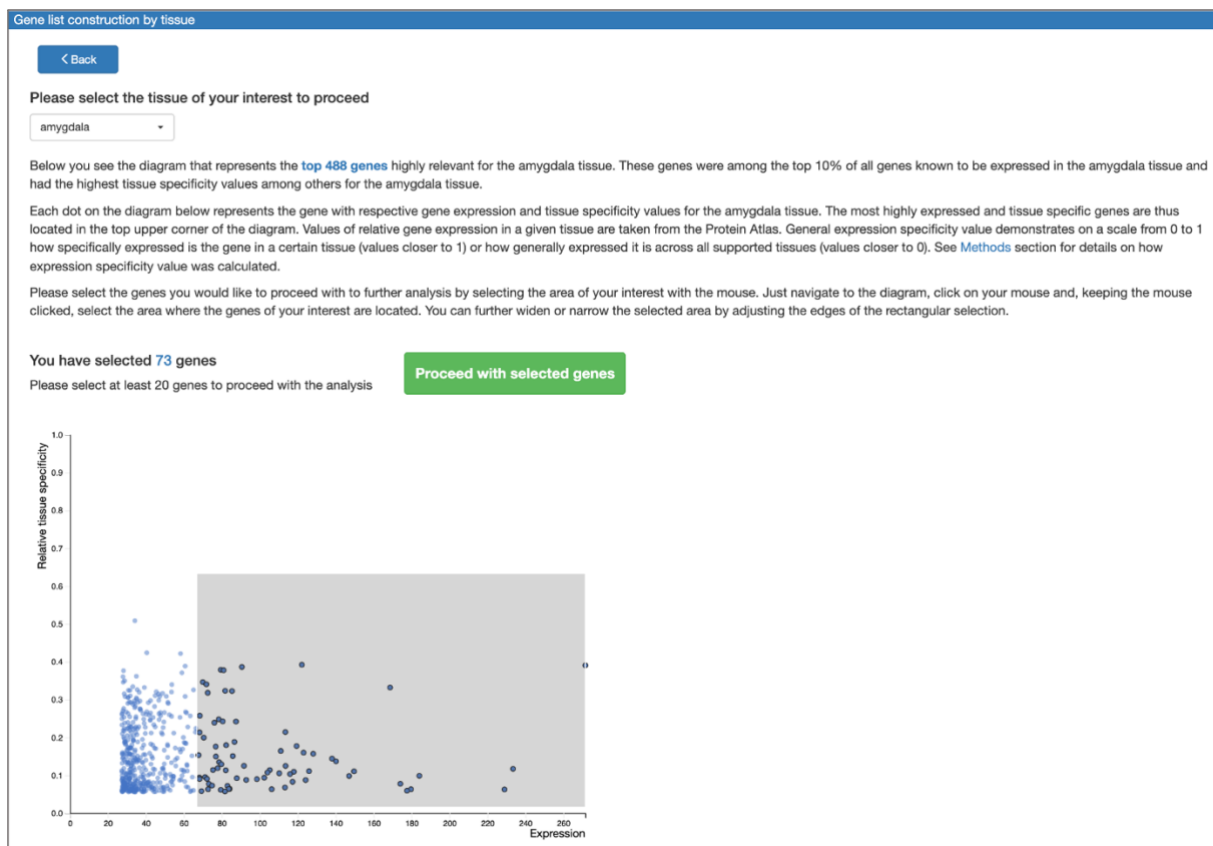 Gene list construction by tissue
Back
Please select the tissue of your interest to proceed
amygdala
Below you see the diagram that represents the top 488 genes highly relevant for the amygdala tissue. These genes were among the top 10% of all genes known to be expressed in the amygdala tissue and
had the highest tissue specificity values among others for the amygdala tissue.
Each dot on the diagram below represents the gene with respective gene expression and tissue specificity values for the amygdala tissue. The most highly expressed and tissue specific genes are thus
located in the top upper corner of the diagram. Values of relative gene expression in a given tissue are taken from the Protein Atlas. General expression specificity value demonstrates on a scale from 0 to 1
how specifically expressed is the gene in a certain tissue (values closer to 1) or how generally expressed it is across all supported tissues (values closer to 0). See Methods section for details on how
expression specificity value was calculated.
Please select the genes you would like to proceed with to further analysis by selecting the area of your interest with the mouse. Just navigate to the diagram, click on your mouse and, keeping the mouse
clicked, select the area where the genes of your interest are located. You can further widen or narrow the selected area by adjusting the edges of the rectangular selection.
You have selected 73 genes
Please select at least 20 genes to proceed with the analysis
Proceed with selected genes
Relative tissue specificity
1.0
0.9
0.8
0.7
0.6
0.5
0.4
0.3
0.2
0.1
0.0
0 20 40 60 80 100 120 140 160 180 200 220 240 260
Expression